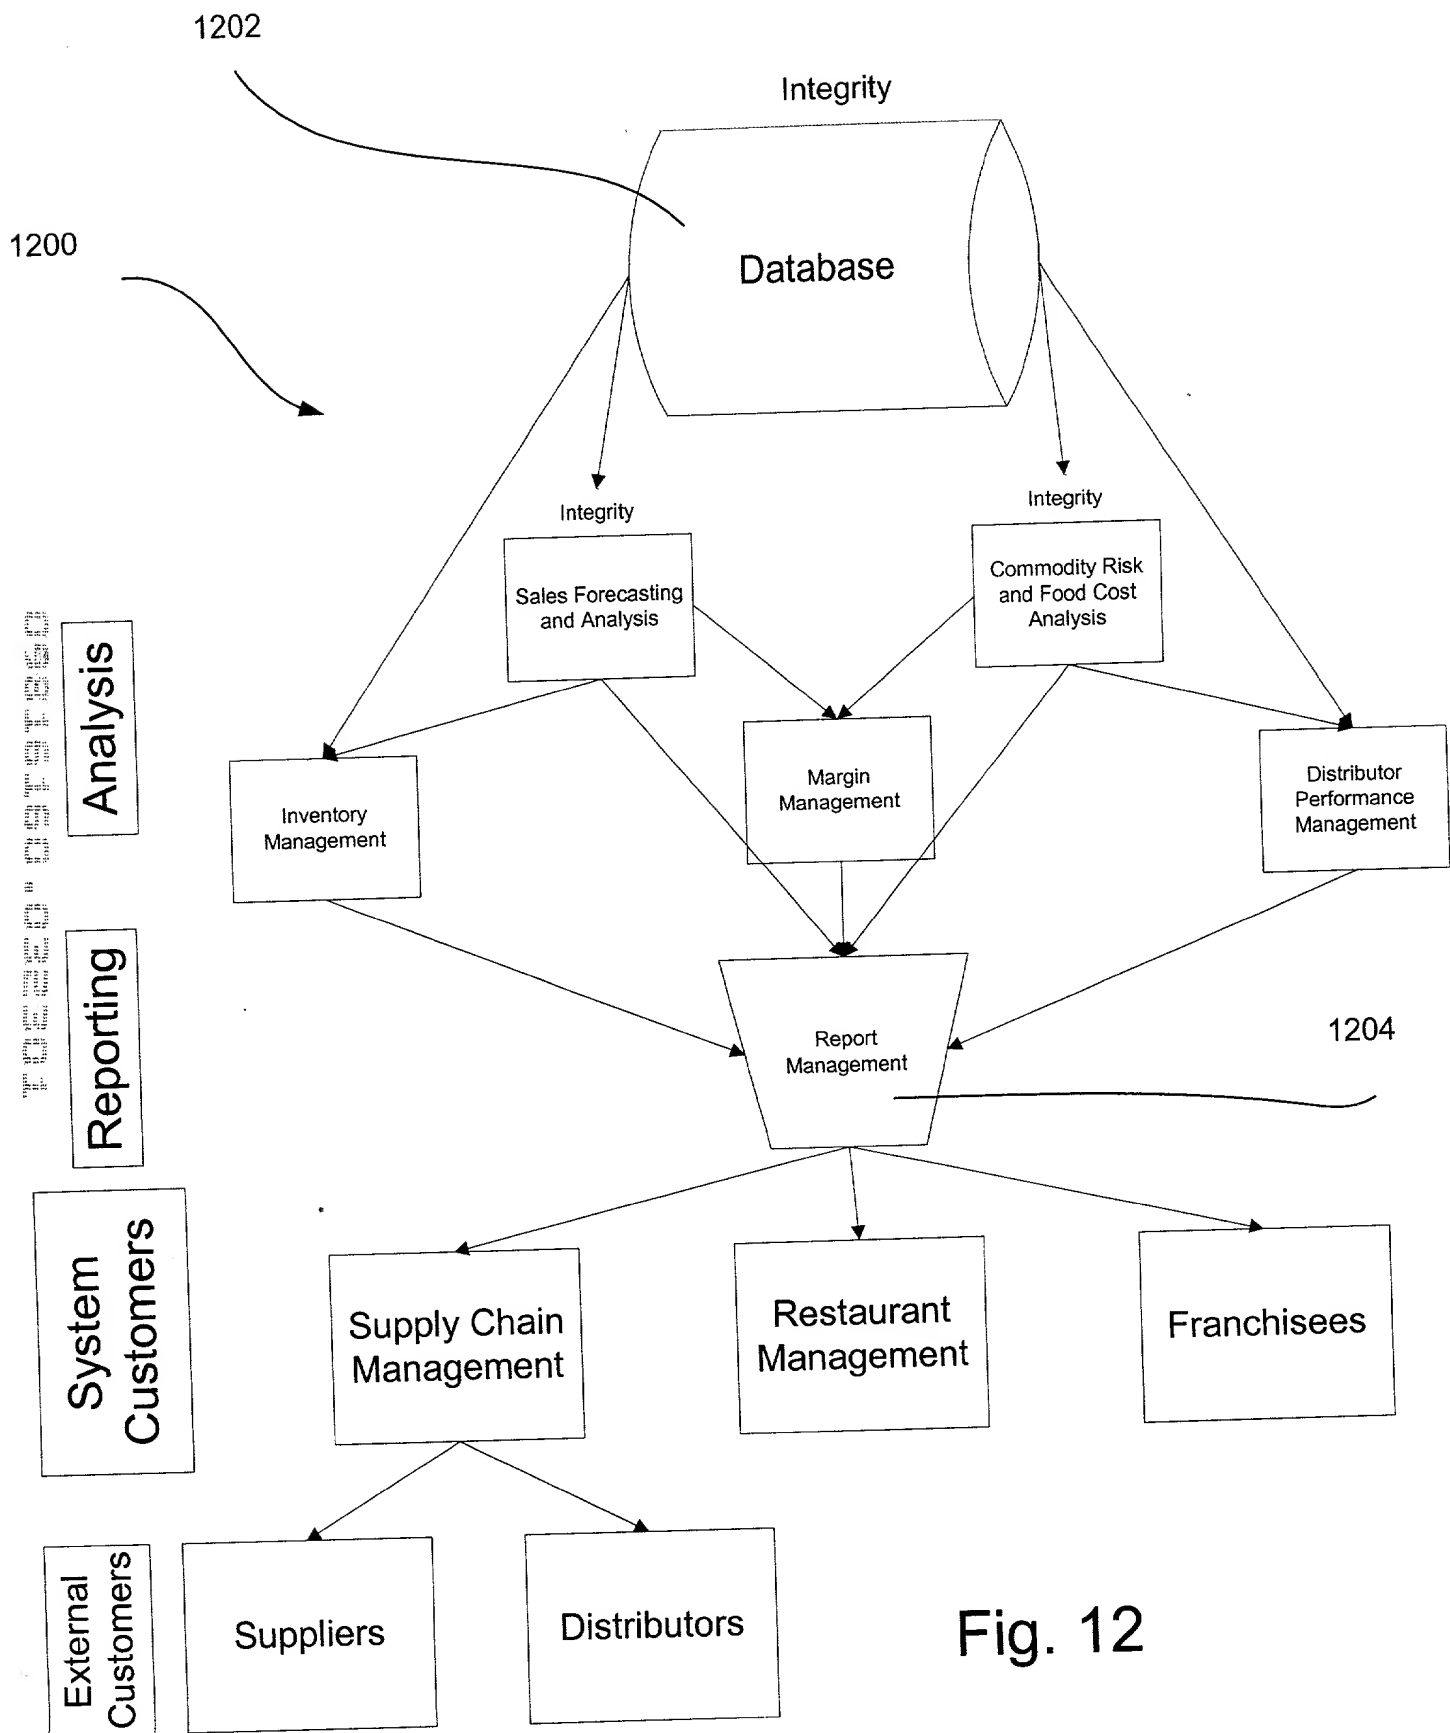 1202
Integrity
1200
Database
Integrity
Integrity
Sales Forecasting
and Analysis
Commodity Risk
and Food Cost
Analysis
Analysis
Inventory
Management
Margin
Management
Distributor
Performance
Management
Reporting
Report
Management
1204
System
Customers
Supply Chain
Management
Restaurant
Management
Franchisees
External
Customers
Suppliers
Distributors
Fig. 12